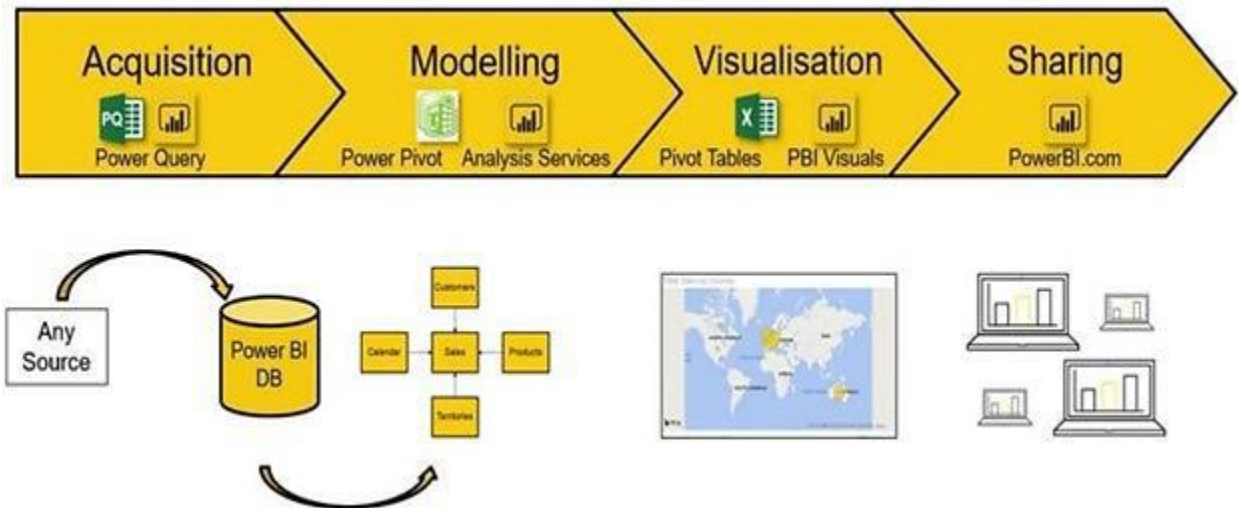 Acquisition
PQ
Power Query
Modelling
Power Pivot Analysis Services
Visualisation
X
Pivot Tables PBI Visuals
Sharing
PowerBI.com
Any
Source
Power BI
DB
Customers
Calendar
Sales
Products
Territories